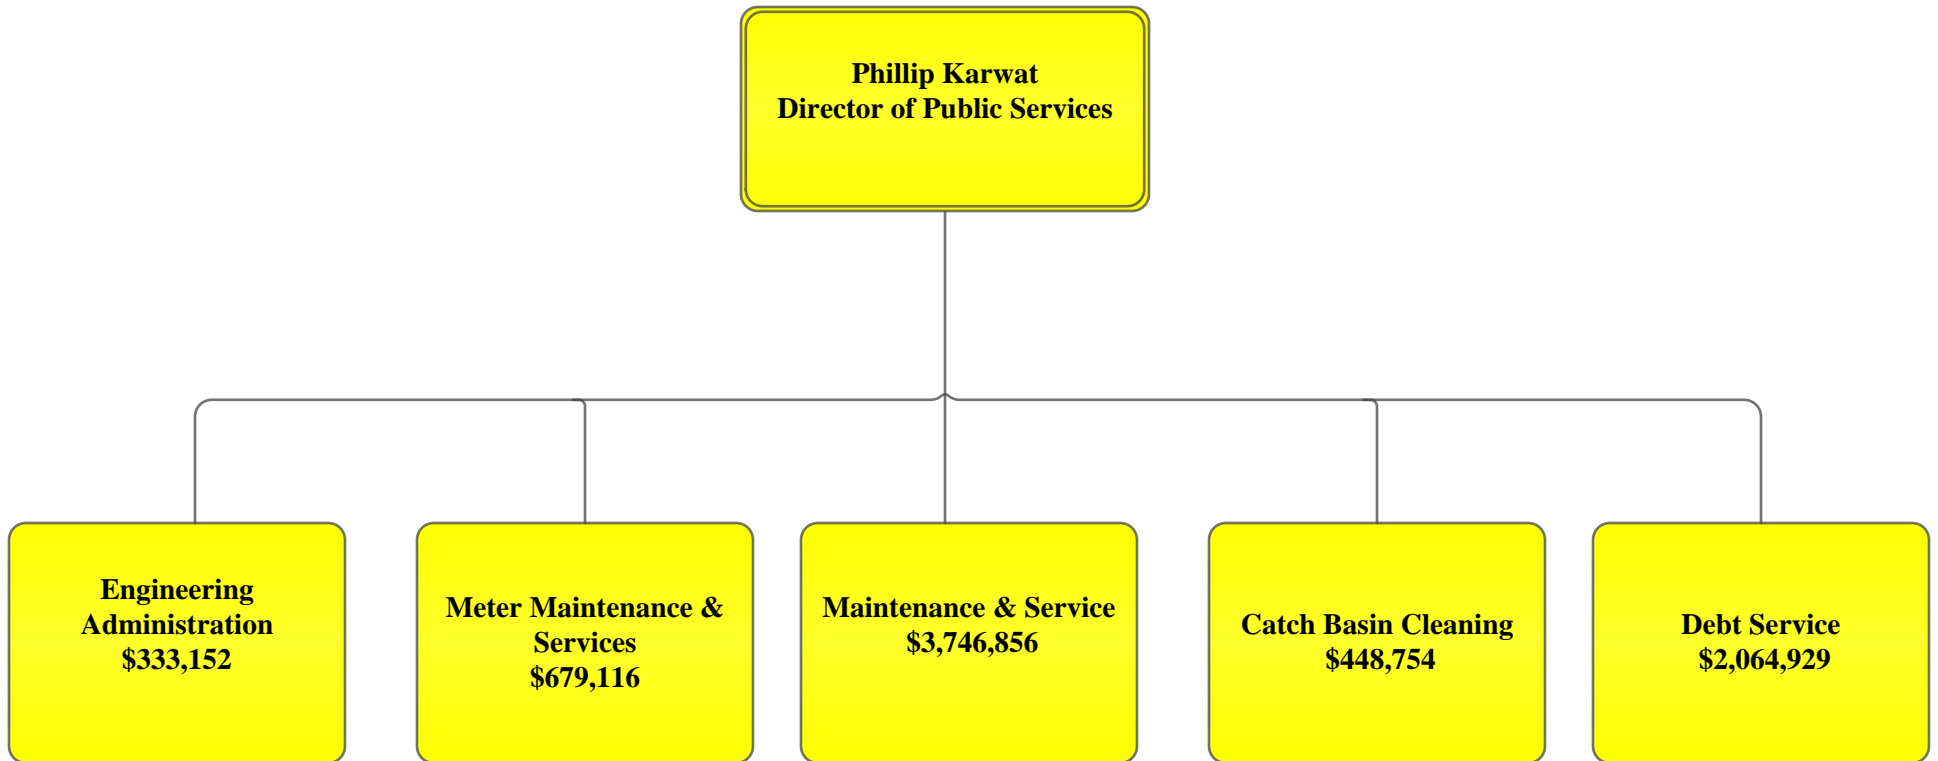 Phillip Karwat
Director of Public Services
Engineering
Administration
$333,152
Meter Maintenance &
Services
$679,116
Maintenance & Service
$3,746,856
Catch Basin Cleaning
$448,754
Debt Service
$2,064,929